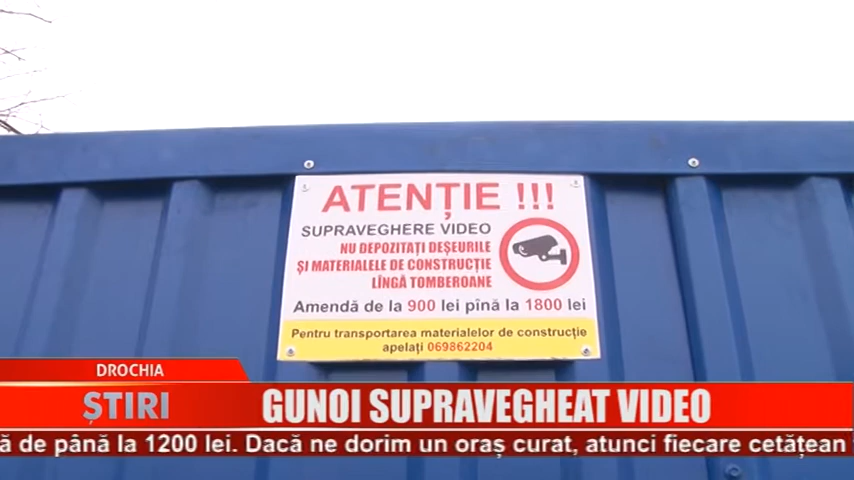 ATENȚIE !!!
SUPRAVEGHERE VIDEO
NU DEPOZITAȚI DEȘEURILE
ȘI MATERIALELE DE CONSTRUCȚIE
LÎNGĂ TOMBEROANE
Amendă de la 900 lei pînă la 1800 lei
Pentru transportarea materialelor de construcție
apelați 069862204
DROCHIA
ȘTIRI
GUNOI SUPRAVEGHEAT VIDEO
ă de până la 1200 lei. Dacă ne dorim un oraș curat, atunci fiecare cetățean